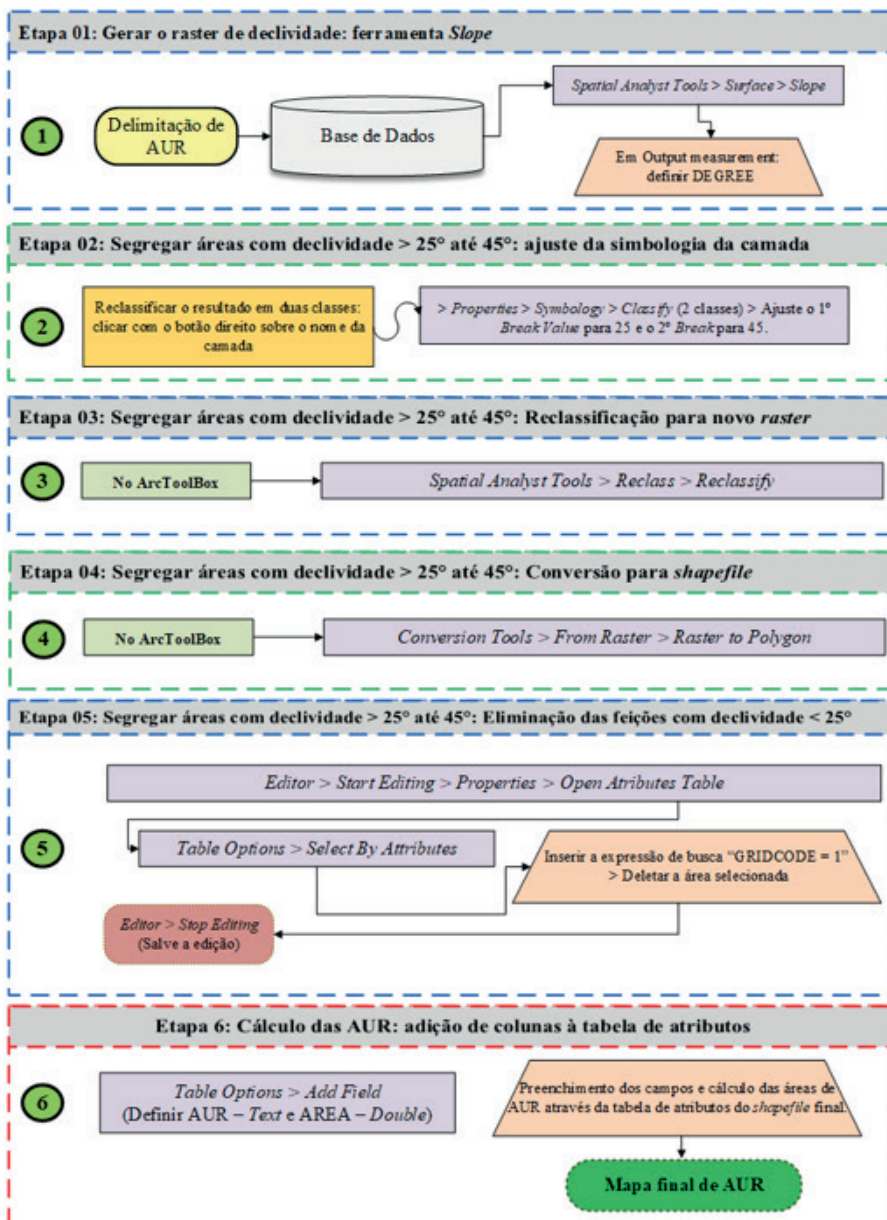 Etapa 01: Gerar o raster de declividade: ferramenta Slope
1
Delimitação de
AUR
Base de Dados
Spatial Analyst Tools > Surface > Slope
Em Output measurement:
definir DEGREE
Etapa 02: Segregar áreas com declividade > 25° até 45°: ajuste da simbologia da camada
2
Reclassificar o resultado em duas classes:
clicar com o botão direito sobre o nome da
camada
> Properties > Symbology > Classify (2 classes) > Ajuste o 1º
Break Value para 25 e o 2º Break para 45.
Etapa 03: Segregar áreas com declividade > 25° até 45°: Reclassificação para novo raster
3
No ArcToolBox
Spatial Analyst Tools > Reclass > Reclassify
Etapa 04: Segregar áreas com declividade > 25° até 45°: Conversão para shapefile
4
No ArcToolBox
Conversion Tools > From Raster > Raster to Polygon
Etapa 05: Segregar áreas com declividade > 25° até 45°: Eliminação das feições com declividade < 25°
5
Editor > Start Editing > Properties > Open Atributes Table
Table Options > Select By Attributes
Inserir a expressão de busca “GRIDCODE = 1”
> Deletar a área selecionada
Editor > Stop Editing
(Salve a edição)
Etapa 6: Cálculo das AUR: adição de colunas à tabela de atributos
6
Table Options > Add Field
(Definir AUR – Text e AREA – Double)
Preenchimento dos campos e cálculo das áreas de
AUR através da tabela de atributos do shapefile final.
Mapa final de AUR